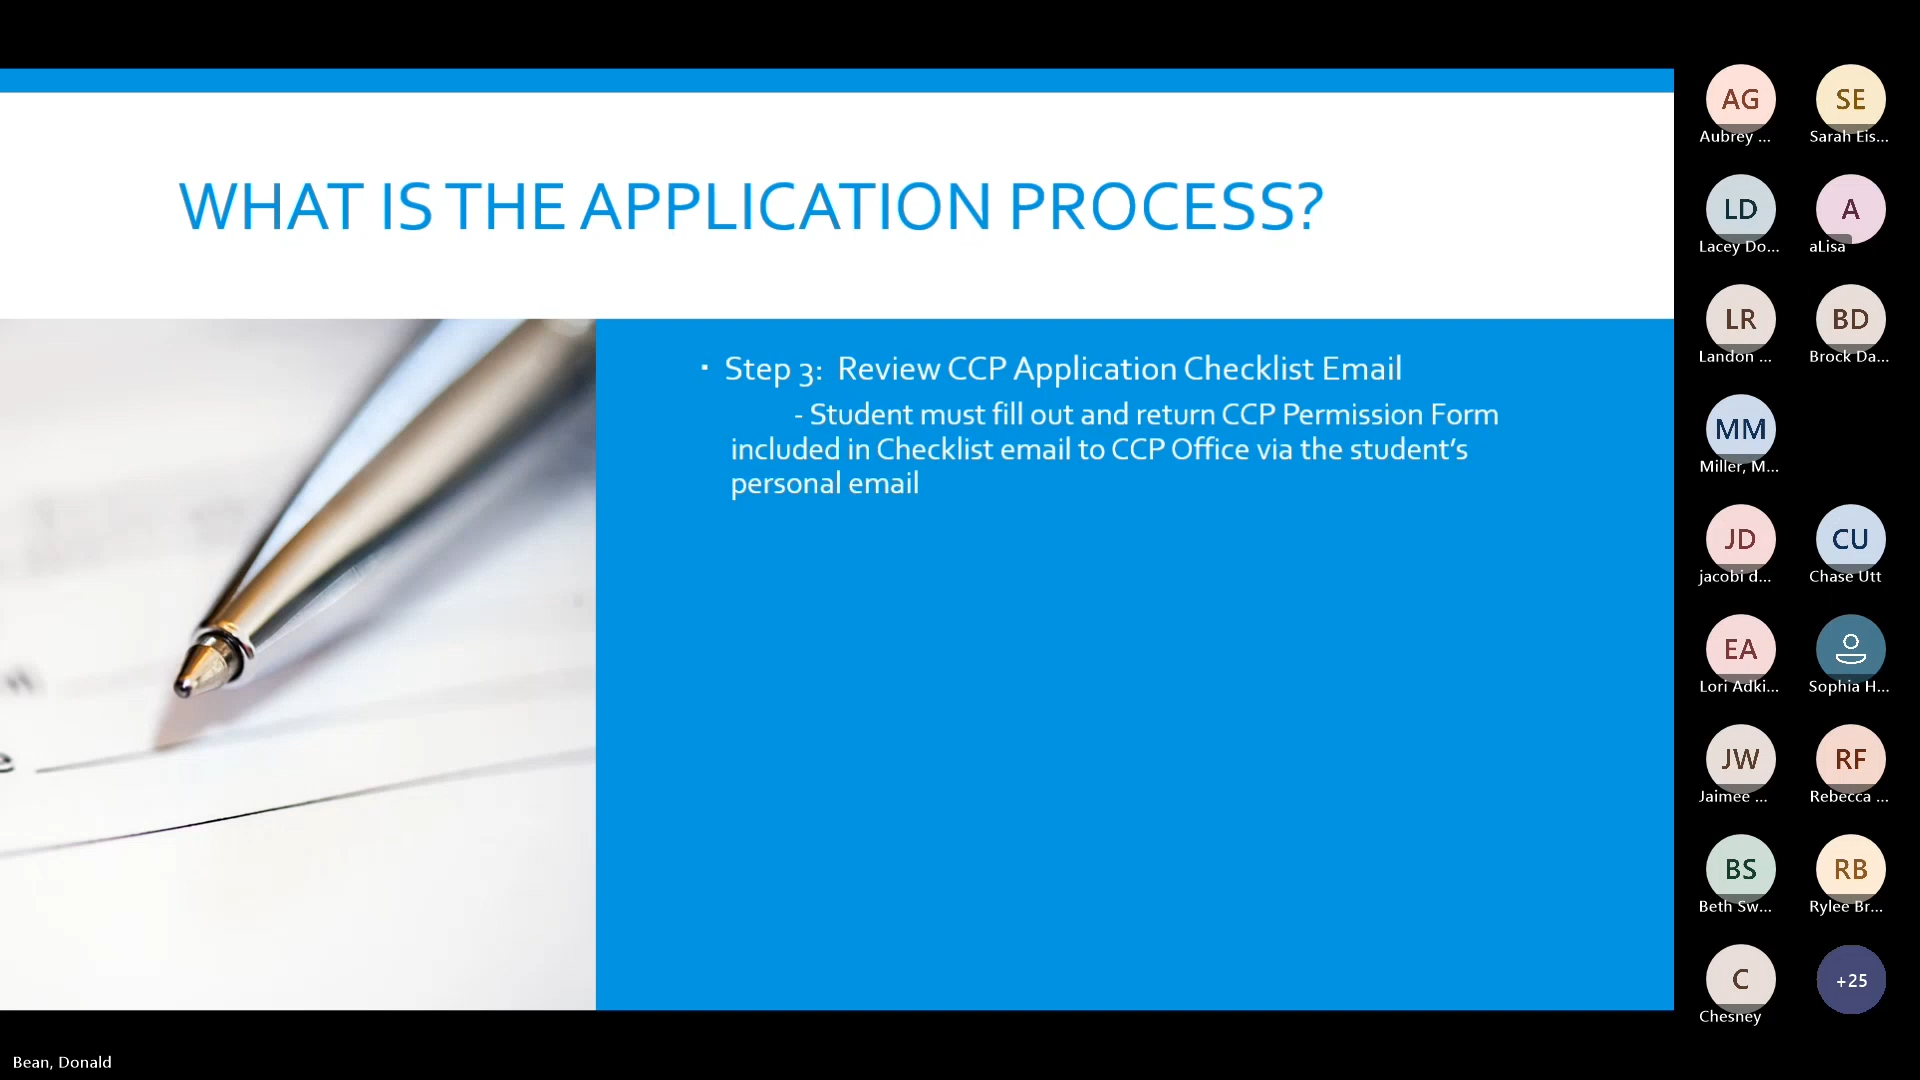 WHAT IS THE APPLICATION PROCESS?
▪ Step 3: Review CCP Application Checklist Email
- Student must fill out and return CCP Permission Form
included in Checklist email to CCP Office via the student's
personal email
AG
Aubrey ...
SE
Sarah Eis...
LD
Lacey Do...
A
aLisa
LR
Landon ...
BD
Brock Da...
MM
Miller, M...
JD
jacobi d...
CU
Chase Utt
EA
Lori Adki...
Sophia H...
JW
Jaimee ...
RF
Rebecca ...
BS
Beth Sw...
RB
Rylee Br...
C
Chesney
+25
Bean, Donald